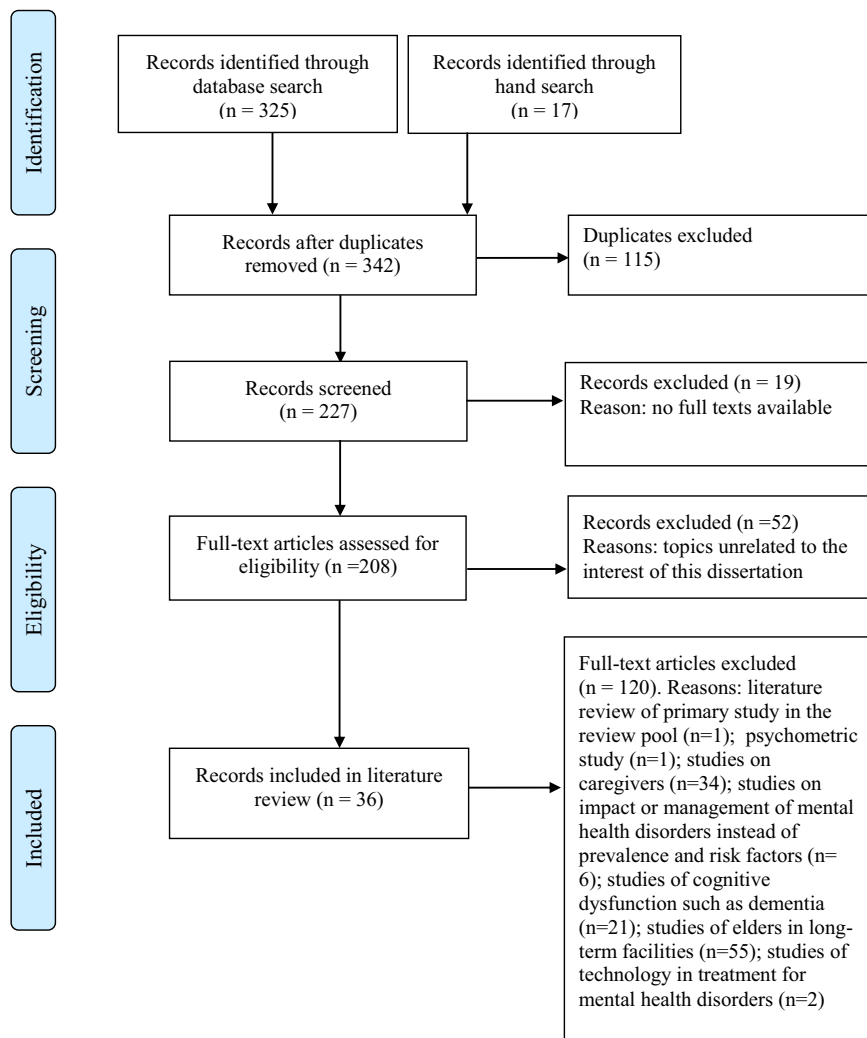 Identification
Records identified through
database search
(n = 325)
Records identified through
hand search
(n = 17)
Records after duplicates
removed (n = 342)
Duplicates excluded
(n = 115)
Screening
Records screened
(n = 227)
Records excluded (n = 19)
Reason: no full texts available
Eligibility
Full-text articles assessed for
eligibility (n =208)
Records excluded (n =52)
Reasons: topics unrelated to the
interest of this dissertation
Included
Records included in literature
review (n = 36)
Full-text articles excluded
(n = 120). Reasons: literature
review of primary study in the
review pool (n=1); psychometric
study (n=1); studies on
caregivers (n=34); studies on
impact or management of mental
health disorders instead of
prevalence and risk factors (n=
6); studies of cognitive
dysfunction such as dementia
(n=21); studies of elders in long-
term facilities (n=55); studies of
technology in treatment for
mental health disorders (n=2)